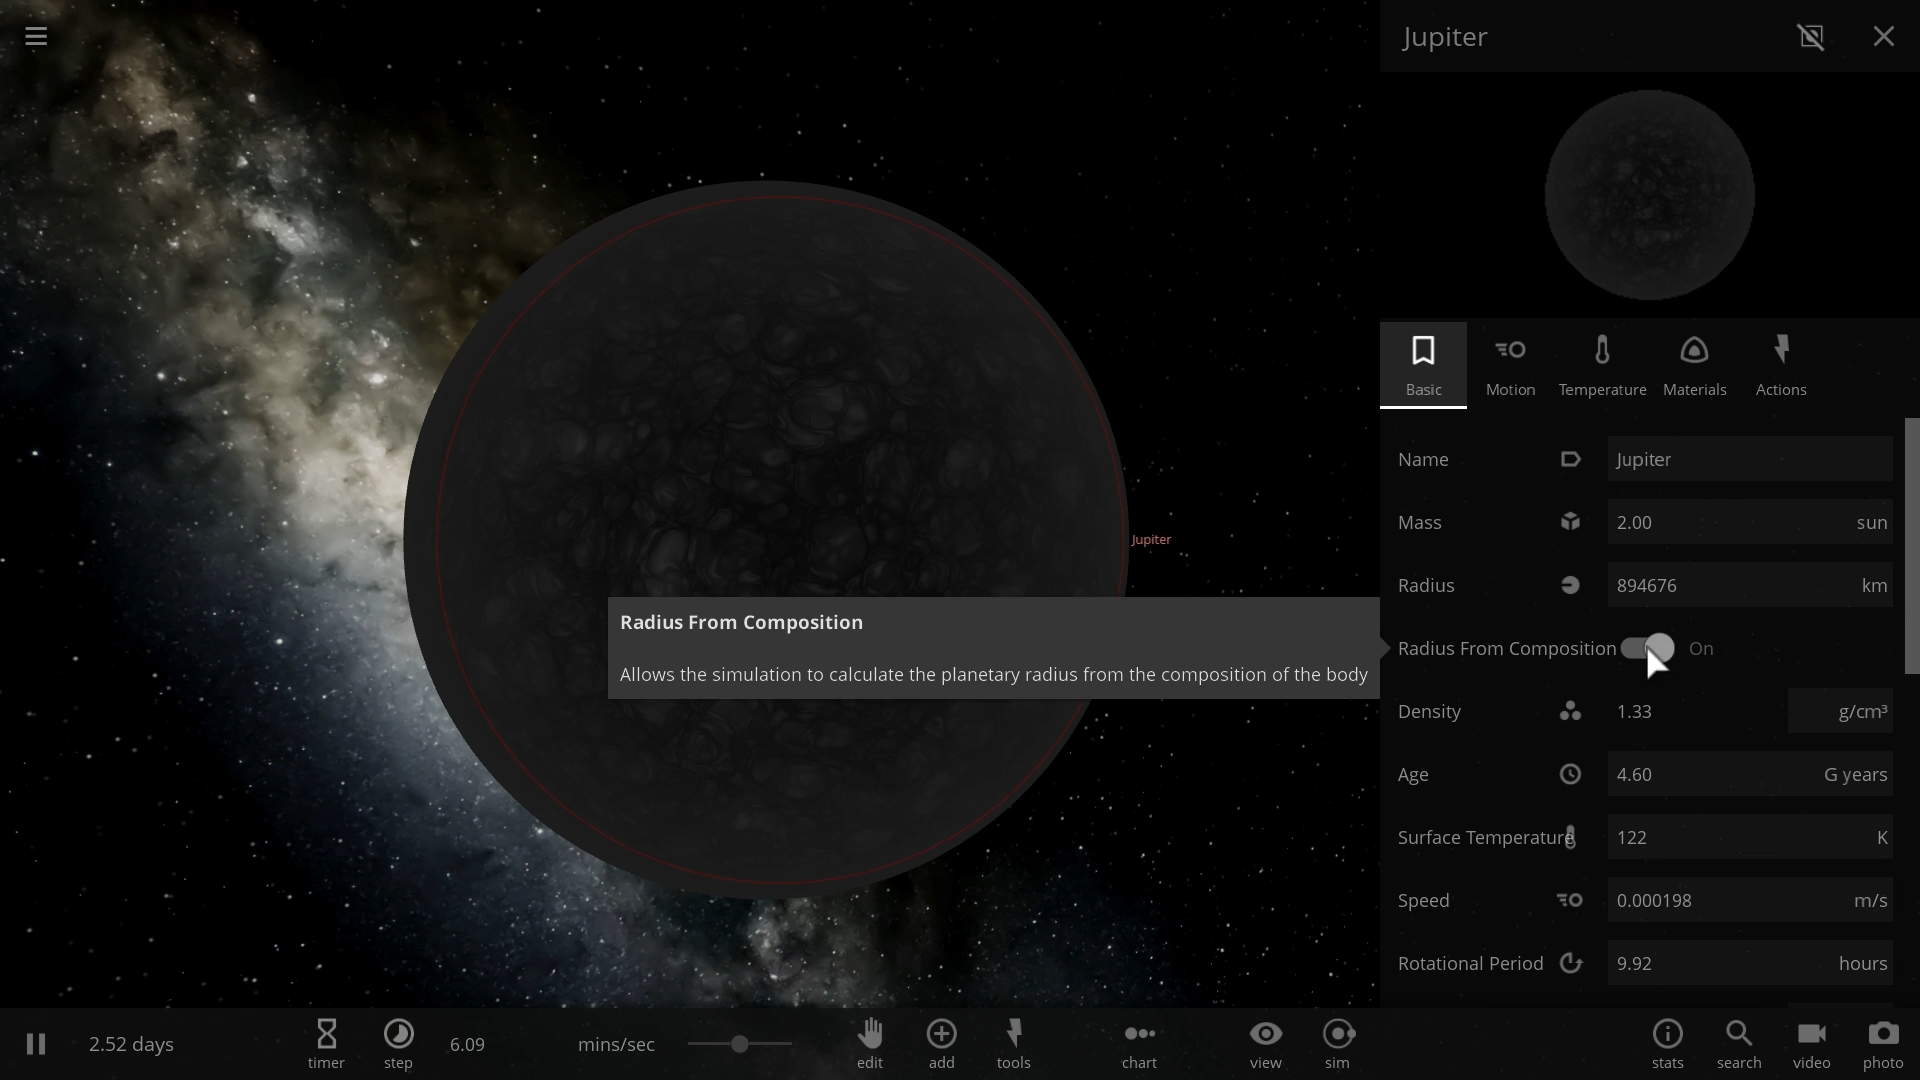 Jupiter
Basic
Motion
Temperature
Materials
Actions
Name
Jupiter
Mass
2.00
sun
Radius
894676
km
Radius From Composition
On
Density
1.33
g/cm³
Age
4.60
G years
Surface Temperature
122
K
Speed
0.000198
m/s
Rotational Period
9.92
hours
Jupiter
Radius From Composition
Allows the simulation to calculate the planetary radius from the composition of the body
2.52 days
timer
step
6.09
mins/sec
edit
add
tools
chart
view
sim
stats
search
video
photo